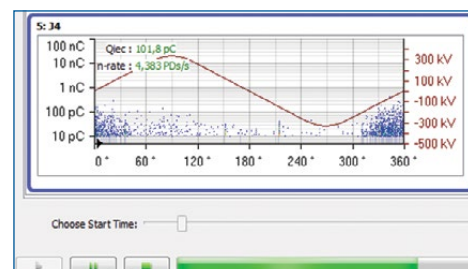 5: 34
100 nC
10 nC
1 nC
100 pC
10 pC
Qiec : 101,8 pC
n-rate : 4,383 PDs/s
300 kV
100 kV
-100 kV
-300 kV
-500 kV
0° 60° 120° 180° 240° 300° 360°
Choose Start Time: